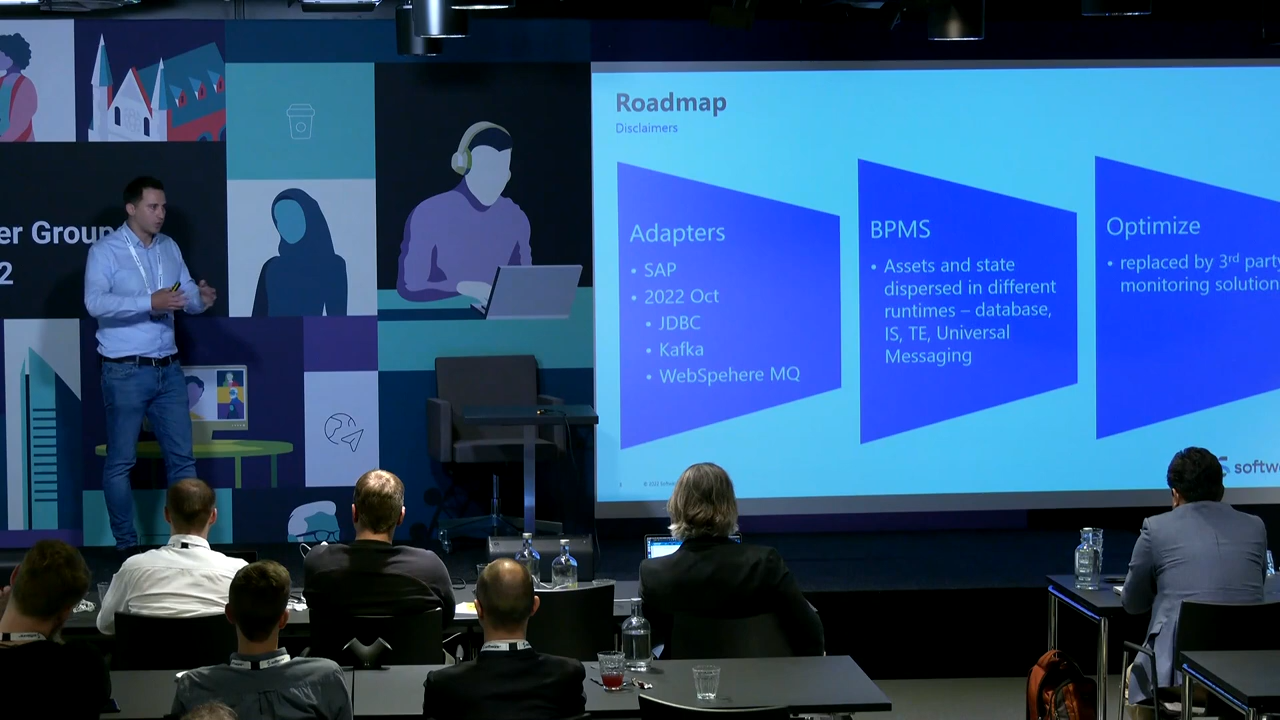 er Group
2
Roadmap
Disclaimers
Adapters
• SAP
• 2022 Oct
• JDBC
• Kafka
• WebSpehere MQ
BPMS
• Assets and state
dispersed in different
runtimes – database,
IS, TE, Universal
Messaging
Optimize
• replaced by 3rd party
monitoring solution
softw